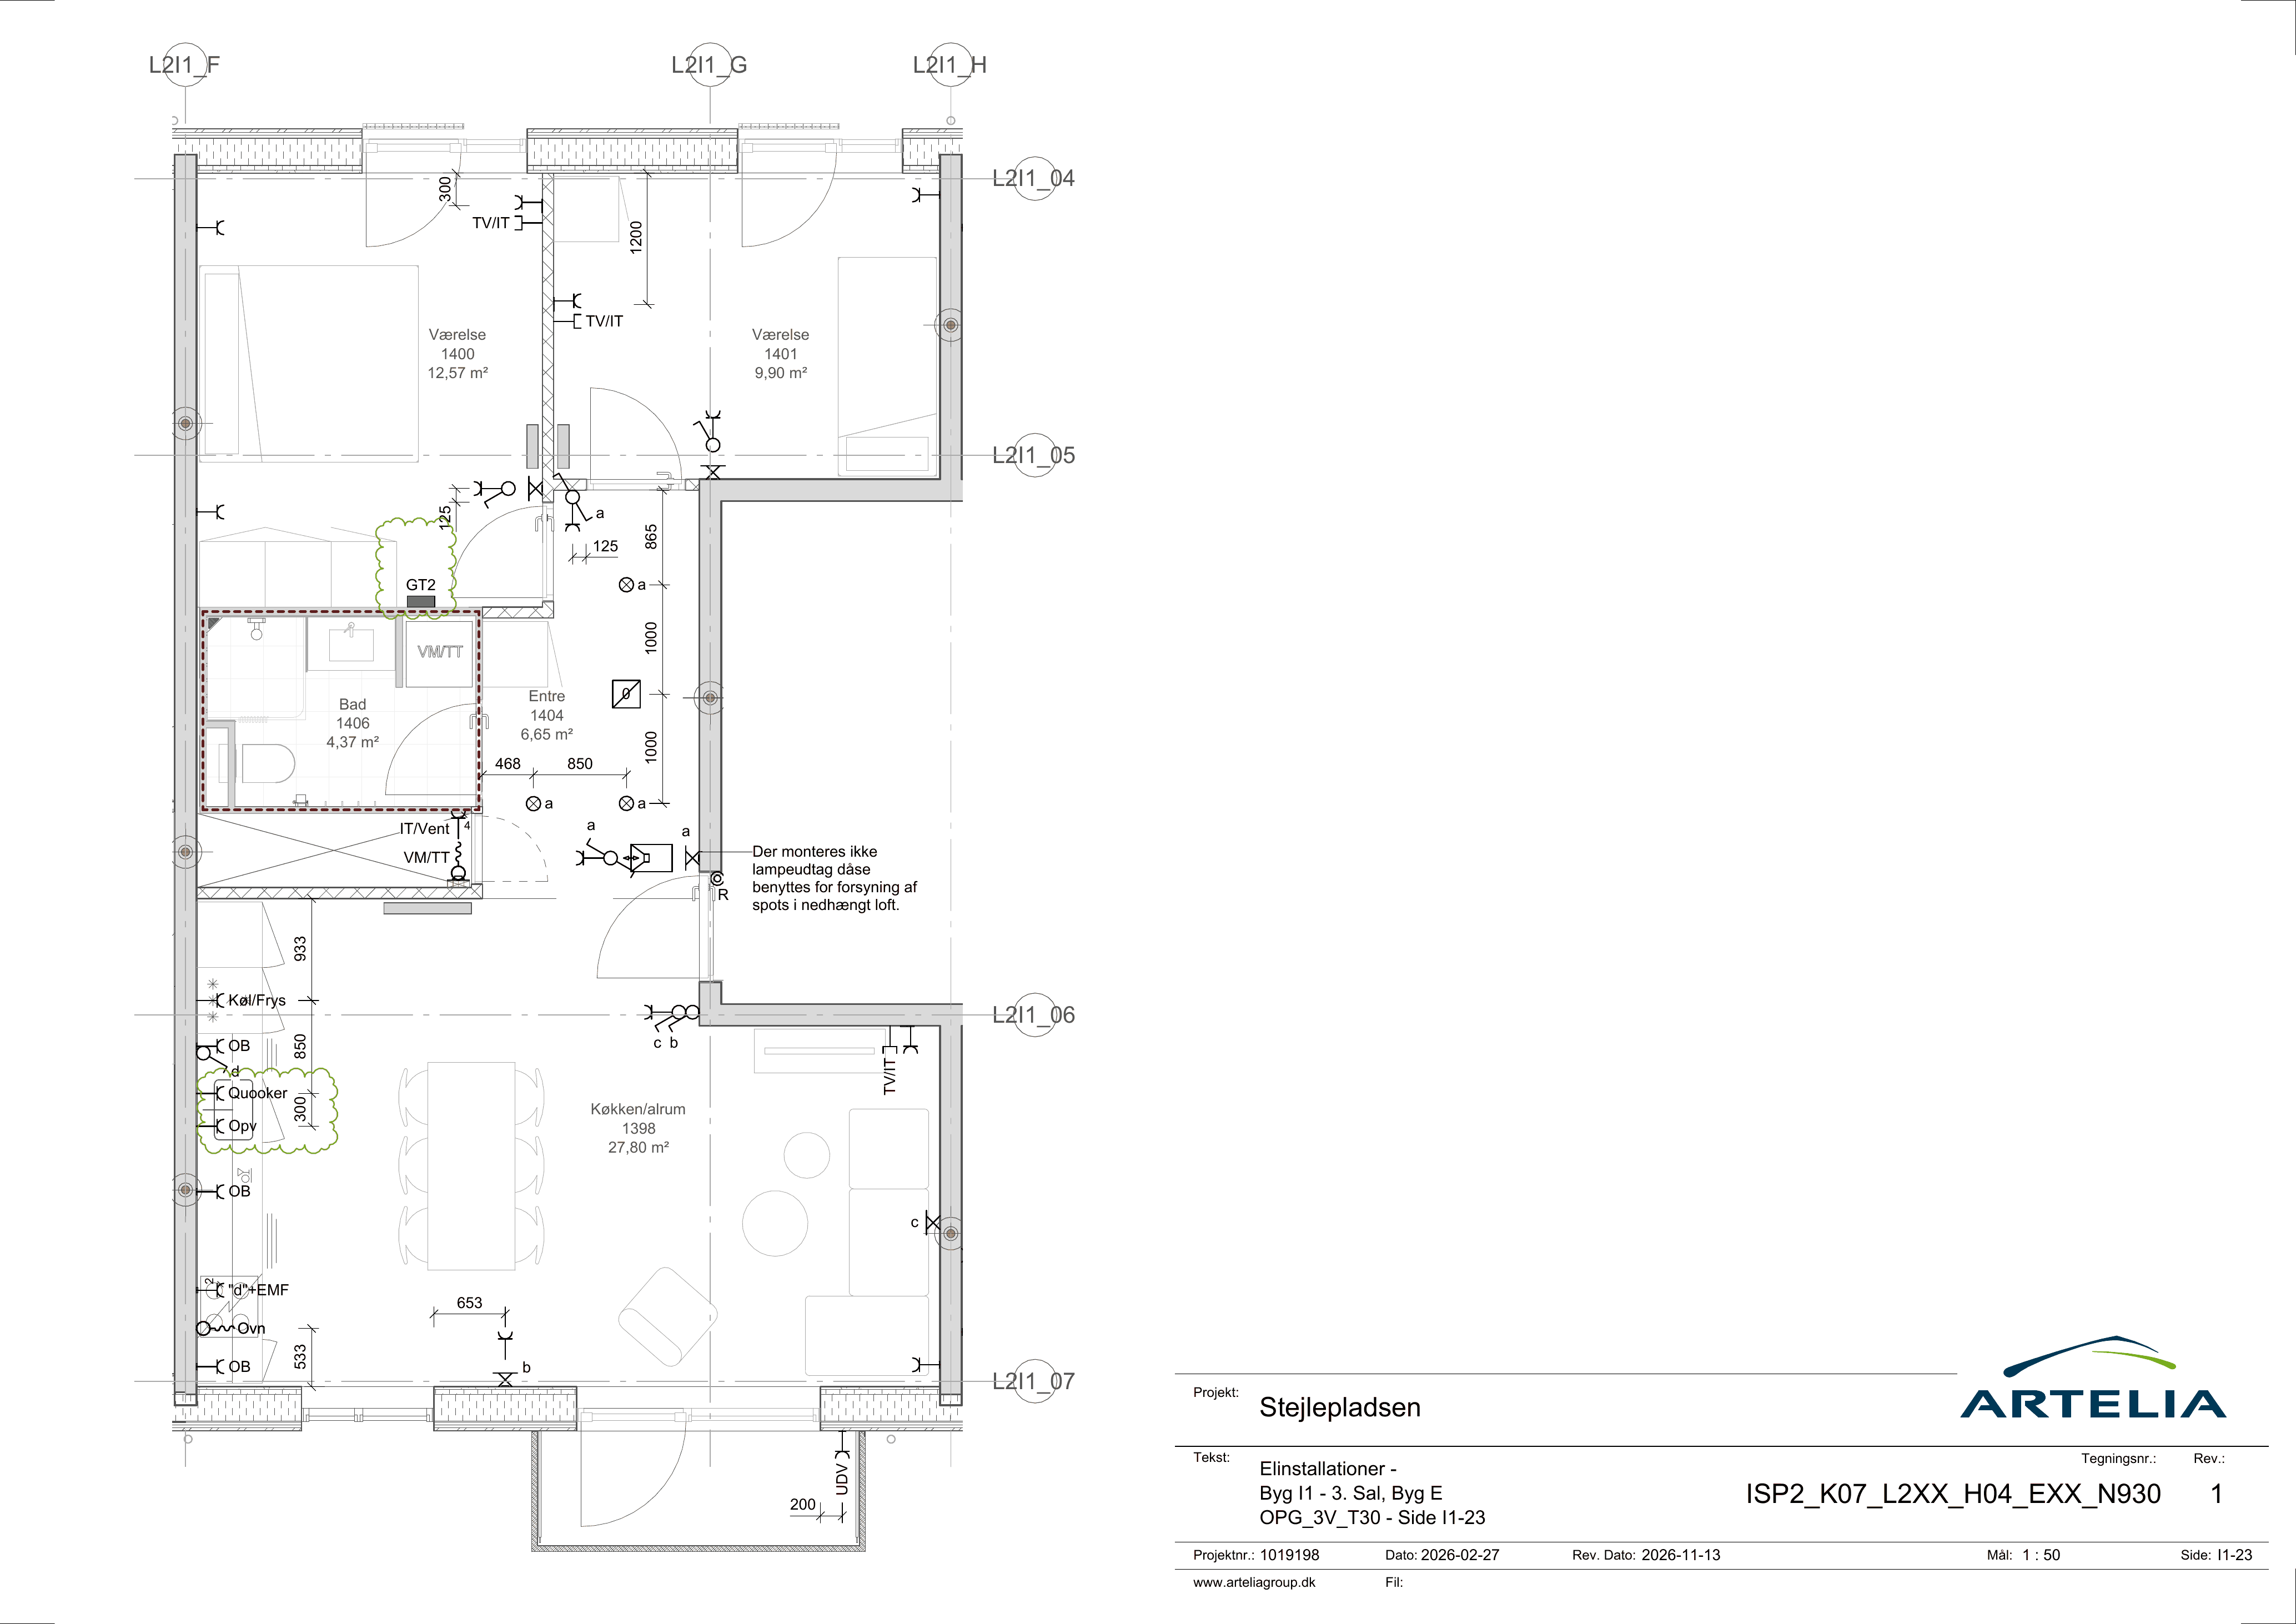 L2I1_F
L2I1_G
L2I1_H
L2I1_04
300
TV/IT
1200
TV/IT
Værelse
1400
12,57 m²
Værelse
1401
9,90 m²
L2I1_05
a
125
125
865
GT2
a
VM/TT
1000
Entre
1404
6,65 m²
0
Bad
1406
4,37 m²
1000
468
850
a
a
IT/Vent
4
VM/TT
a
a
Der monteres ikke
lampeudtag dåse
benyttes for forsyning af
spots i nedhængt loft.
R
933
Køl/Frys
L2I1_06
c b
850
OB
d
TV/IT
Quooker
300
Opv
Køkken/alrum
1398
27,80 m²
OB
c
2
"d"+EMF
653
Ovn
533
OB
b
L2I1_07
UDV
200
ARTELIA
Projekt:
Stejlepladsen
Tekst:
Elinstallationer -
Byg I1 - 3. Sal, Byg E
OPG_3V_T30 - Side I1-23
Tegningsnr.: Rev.:
ISP2_K07_L2XX_H04_EXX_N930 1
Projektnr.: 1019198 Dato: 2026-02-27 Rev. Dato: 2026-11-13 Mål: 1 : 50 Side: I1-23
www.arteliagroup.dk Fil: